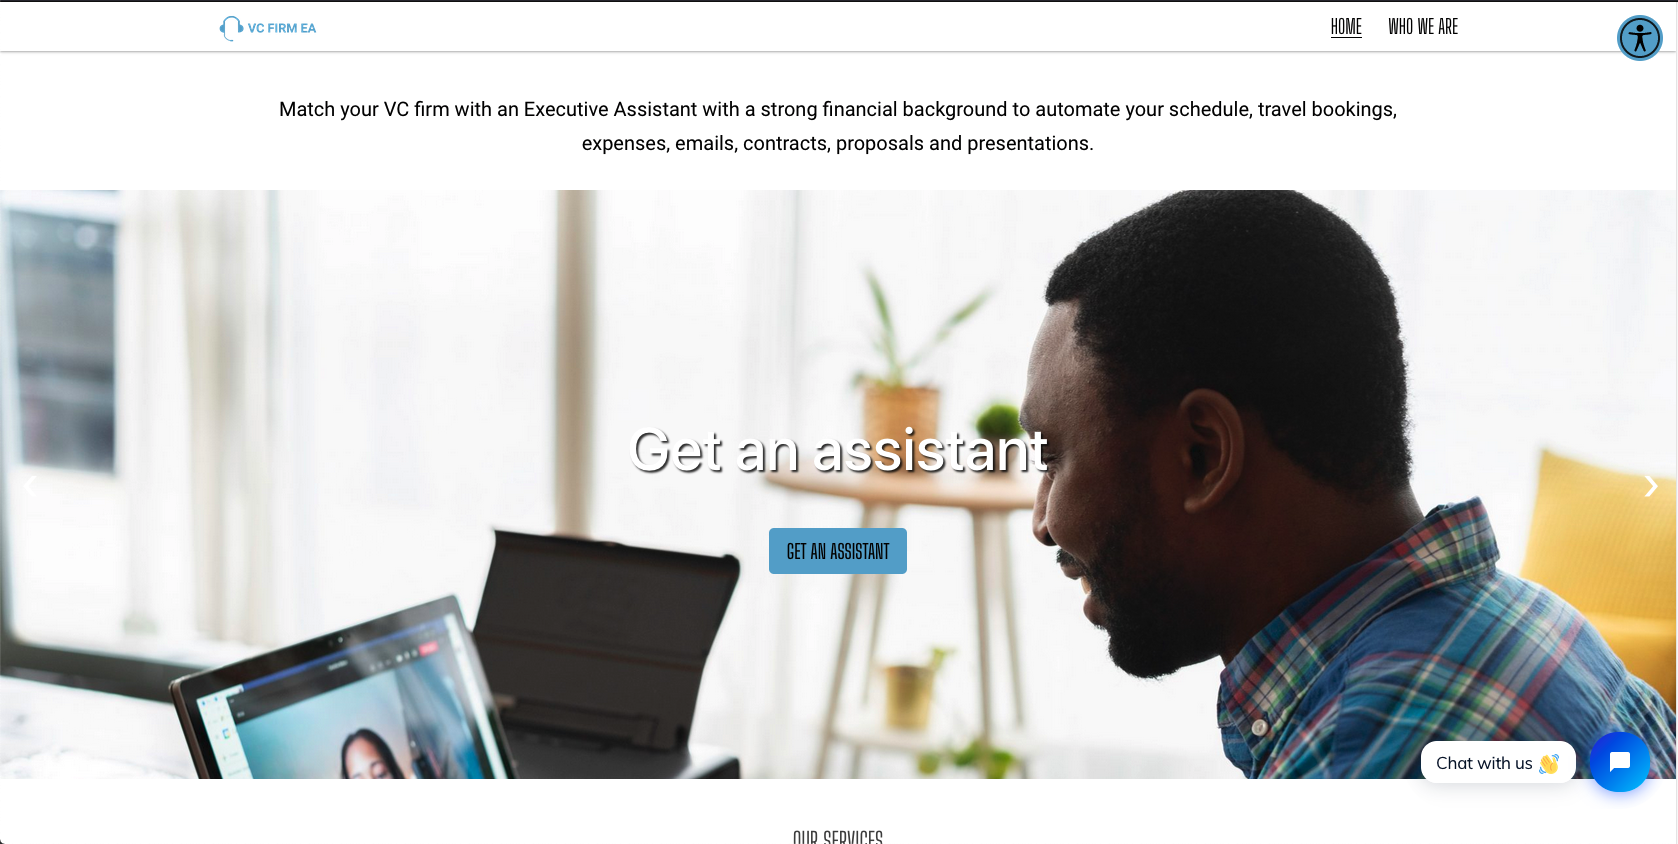 VC FIRM EA
HOME
WHO WE ARE
Match your VC firm with an Executive Assistant with a strong financial background to automate your schedule, travel bookings,
expenses, emails, contracts, proposals and presentations.
Get an assistant
GET AN ASSISTANT
Chat with us 👋
OUR SERVICES